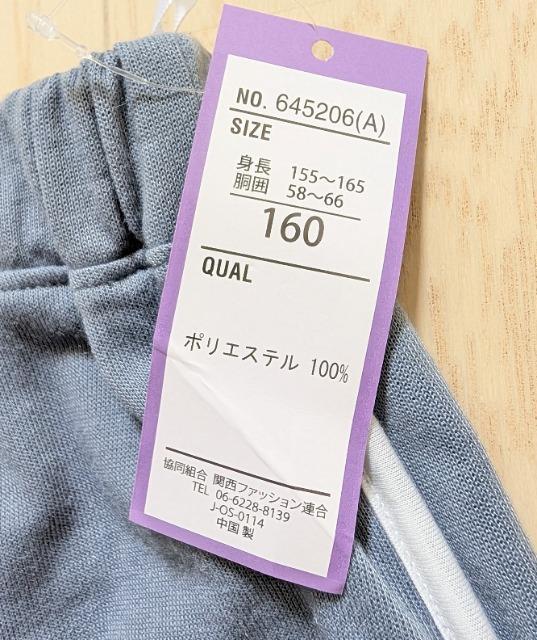 NO. 645206(A)
SIZE
身長 155〜165
胴囲 58〜66
160
QUAL
ポリエステル 100%
協同組合 関西ファッション連合
TEL 06-6228-8139
J-OS-0114
中国製